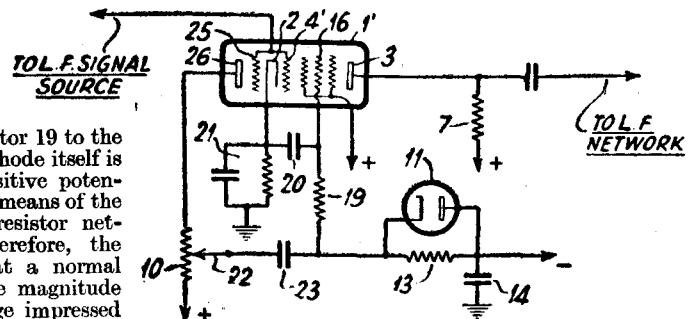 25
2
4'
16
1'
26
3
TO L.F. SIGNAL
SOURCE
TO L.F.
NETWORK
7
+
+
11
21
20
19
10
22
23
13
14
-
+
tor 19 to the
hode itself is
sitive poten-
means of the
resistor net-
erefore, the
at a normal
e magnitude
ge impressed